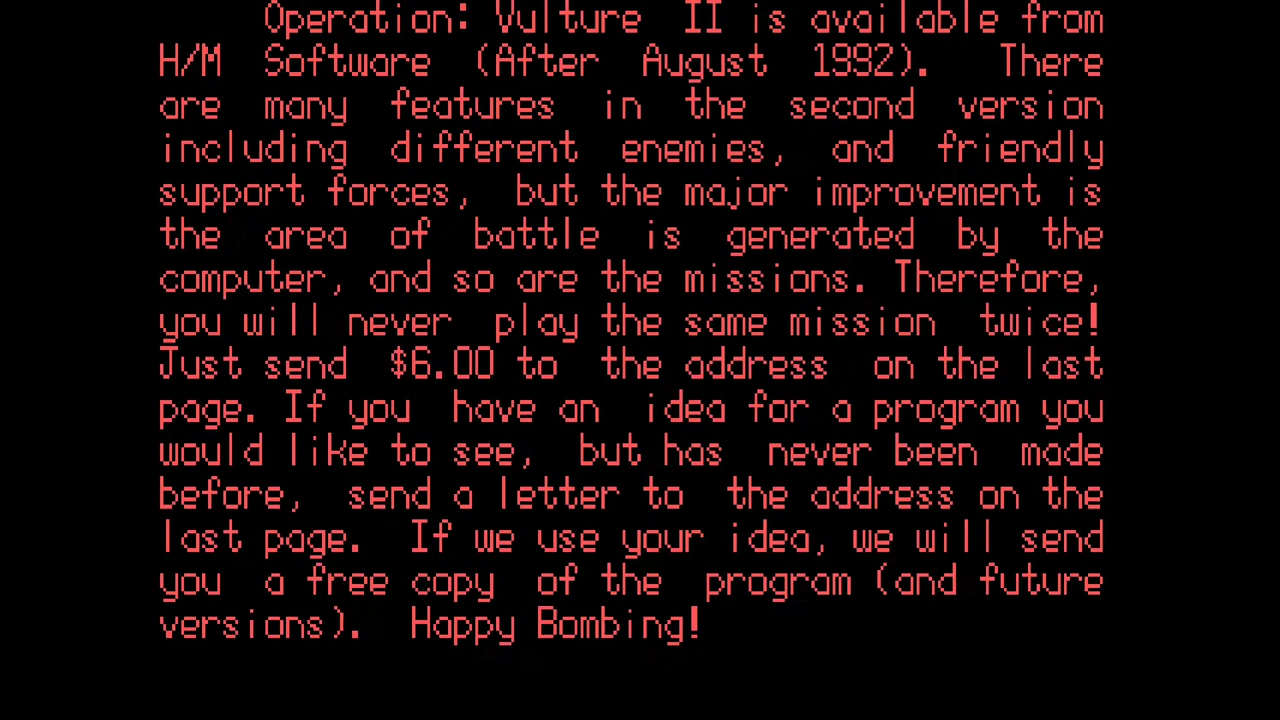 Operation: Vulture II is available from
H/M Software (After August 1992). There
are many features in the second version
including different enemies, and friendly
support forces, but the major improvement is
the area of battle is generated by the
computer, and so are the missions. Therefore,
you will never play the same mission twice!
Just send $6.00 to the address on the last
page. If you have an idea for a program you
would like to see, but has never been made
before, send a letter to the address on the
last page. If we use your idea, we will send
you a free copy of the program (and future
versions). Happy Bombing!